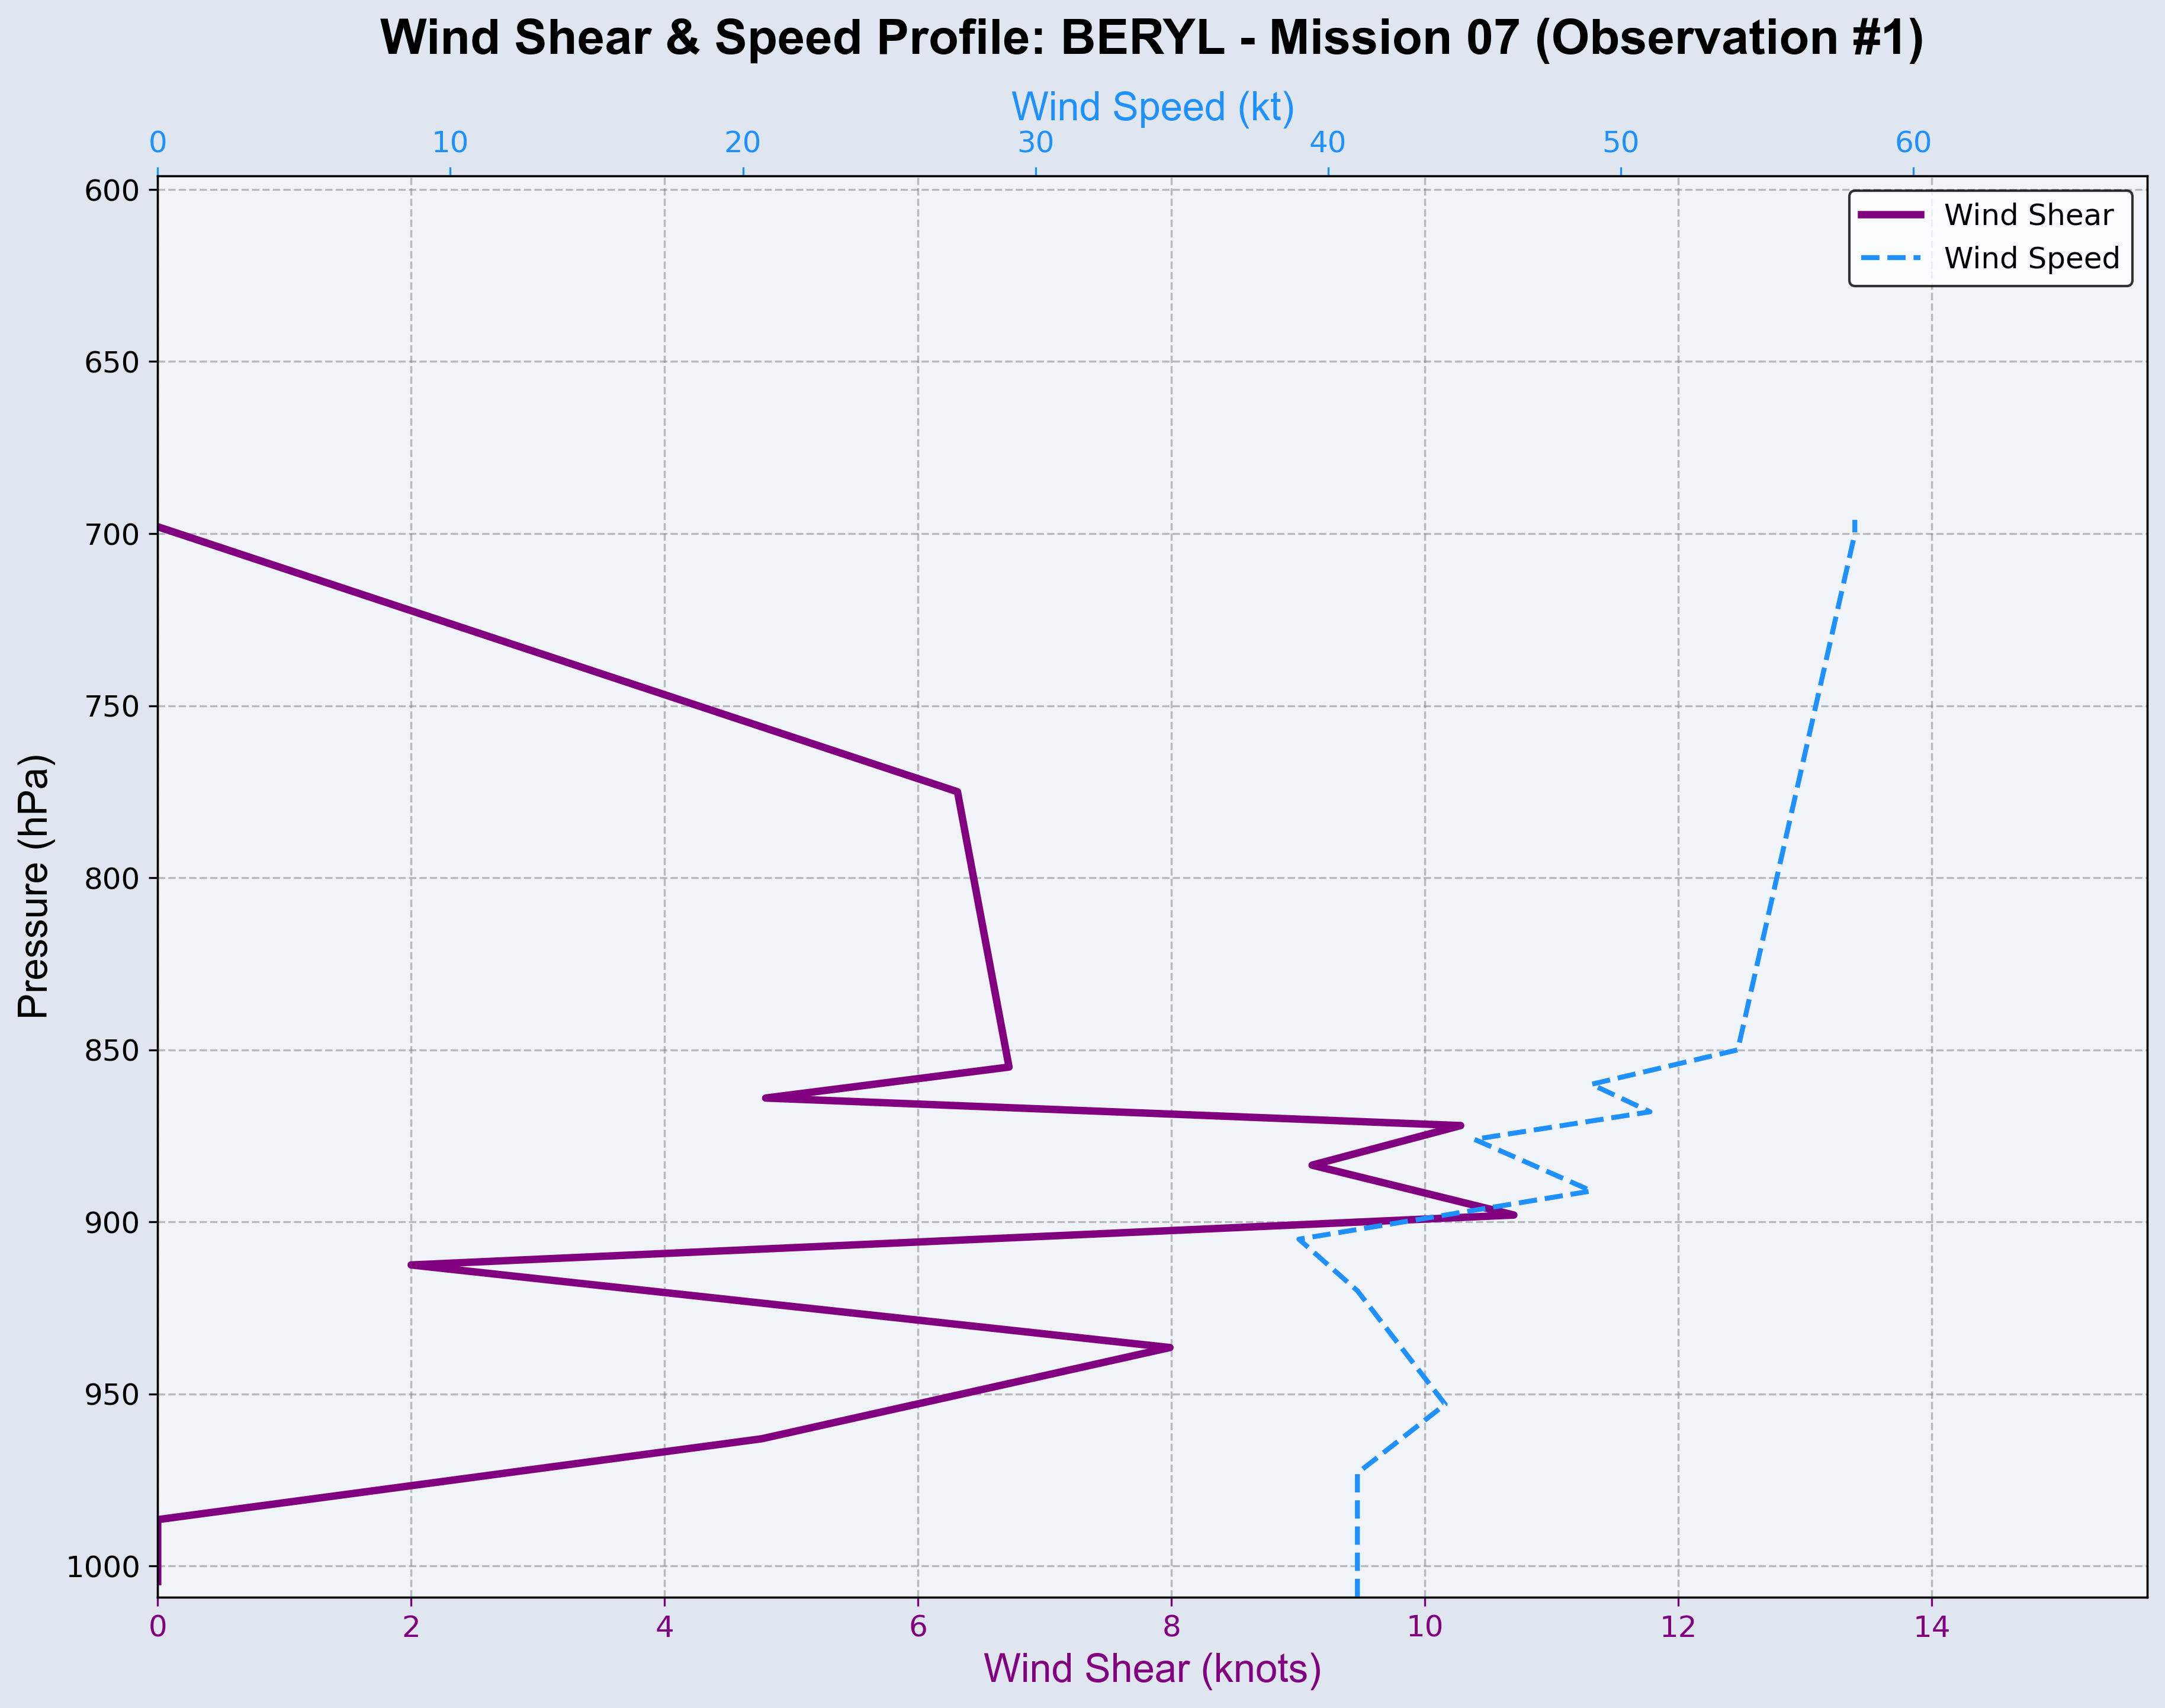 Wind Shear & Speed Profile: BERYL - Mission 07 (Observation #1)
Wind Speed (kt)
0 10 20 30 40 50 60
Wind Shear
Wind Speed
600
650
700
750
800
850
900
950
1000
Pressure (hPa)
0 2 4 6 8 10 12 14
Wind Shear (knots)